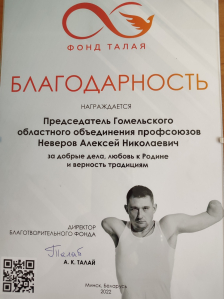 ФОНД ТАЛАЯ
БЛАГОДАРНОСТЬ
НАГРАЖДАЕТСЯ
Председатель Гомельского
областного объединения профсоюзов
Неверов Алексей Николаевич
за добрые дела, любовь к Родине
и верность традициям
ДИРЕКТОР
БЛАГОТВОРИТЕЛЬНОГО ФОНДА
А. К. ТАЛАЙ
Минск, Беларусь
2022